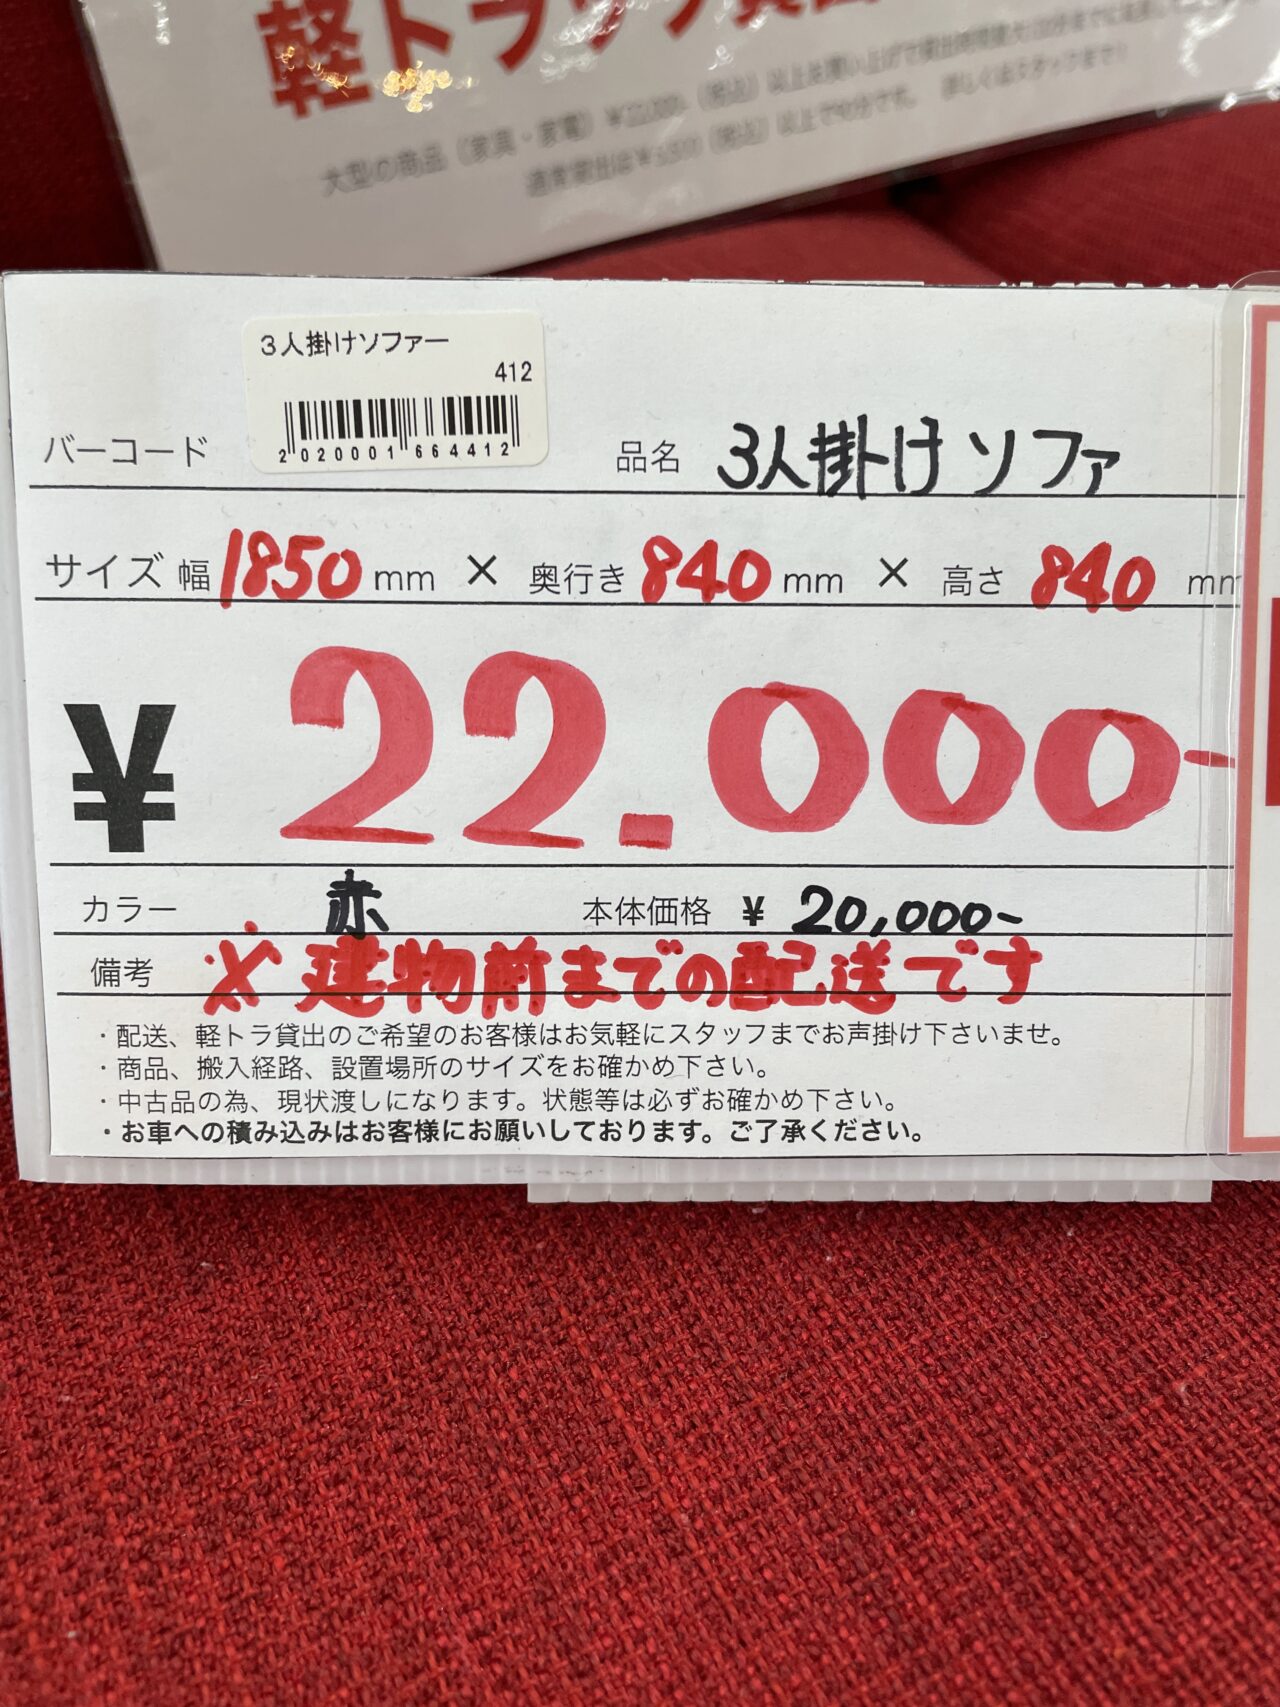 軽トラック
大型の商品（家具・家電）￥22,000-（税込）以上お買い上げで
（税込）以上で
3人掛けソファー
412
バーコード
2 020001 664412
品名 3人掛けソファ
サイズ 幅 1850 mm × 奥行き 840 mm × 高さ 840 mm
¥ 22.000-
カラー 赤 本体価格 ¥ 20,000-
備考 ※建物前までの配送です
・配送、軽トラ貸出のご希望のお客様はお気軽にスタッフまでお声掛け下さいませ。
・商品、搬入経路、設置場所のサイズをお確かめ下さい。
・中古品の為、現状渡しになります。状態等は必ずお確かめ下さい。
・お車への積み込みはお客様にお願いしております。ご了承ください。